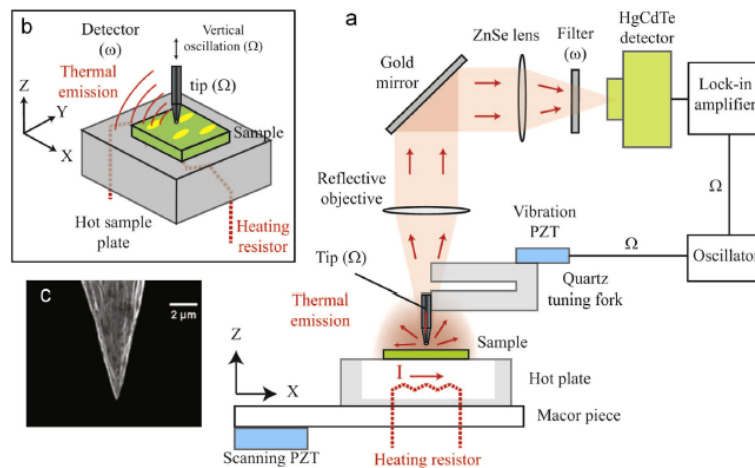 b
Detector (ω)
Vertical
oscillation (Ω)
Thermal
emission
tip (Ω)
Z
Y
X
Sample
Hot sample
plate
Heating
resistor
c
2 μm
a
ZnSe lens
Filter
(ω)
HgCdTe
detector
Gold
mirror
Lock-in
amplifier
Reflective
objective
Ω
Vibration
PZT
Ω
Oscillator
Tip (Ω)
Quartz
tuning fork
Thermal
emission
Sample
Z
X
I
Hot plate
Macor piece
Scanning PZT
Heating resistor